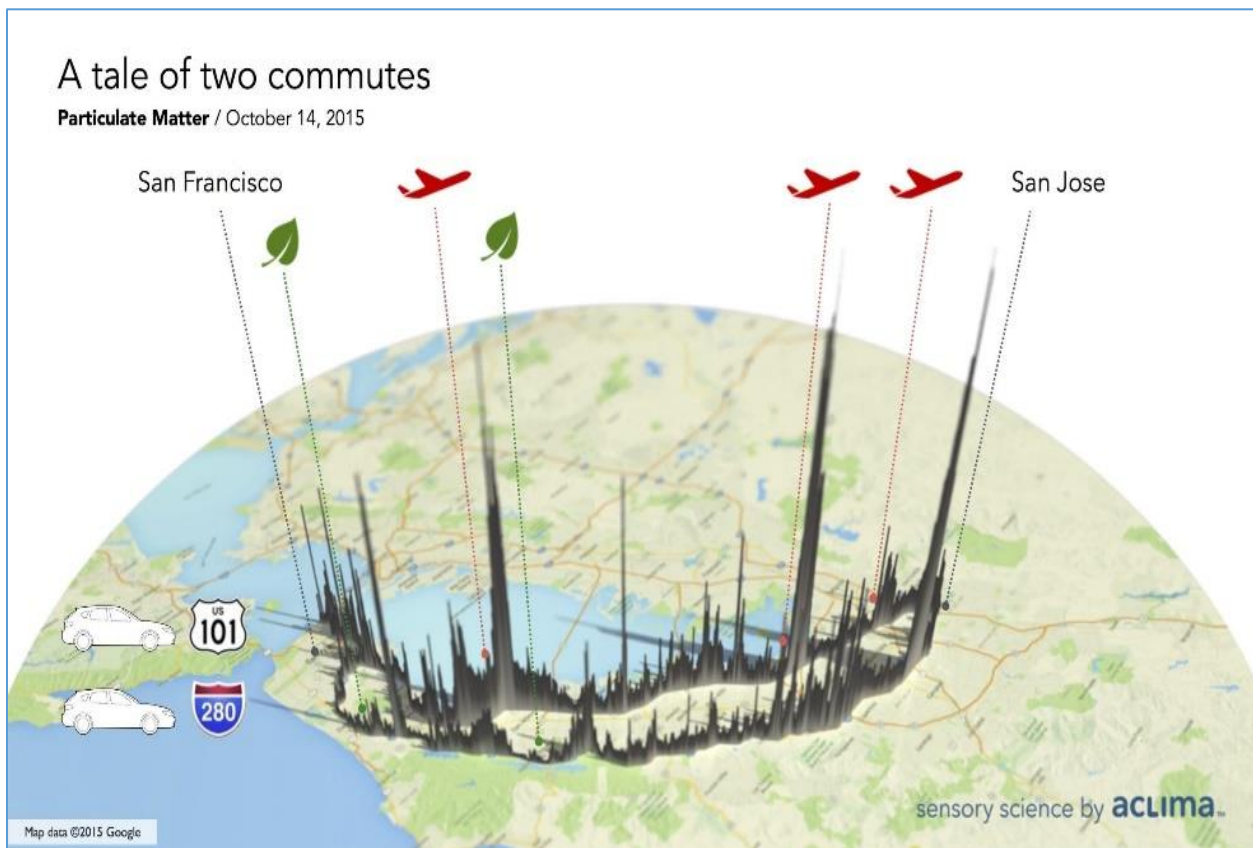 A tale of two commutes
Particulate Matter / October 14, 2015
San Francisco
San Jose
US
101
280
sensory science by ACLIMA
Map data ©2015 Google